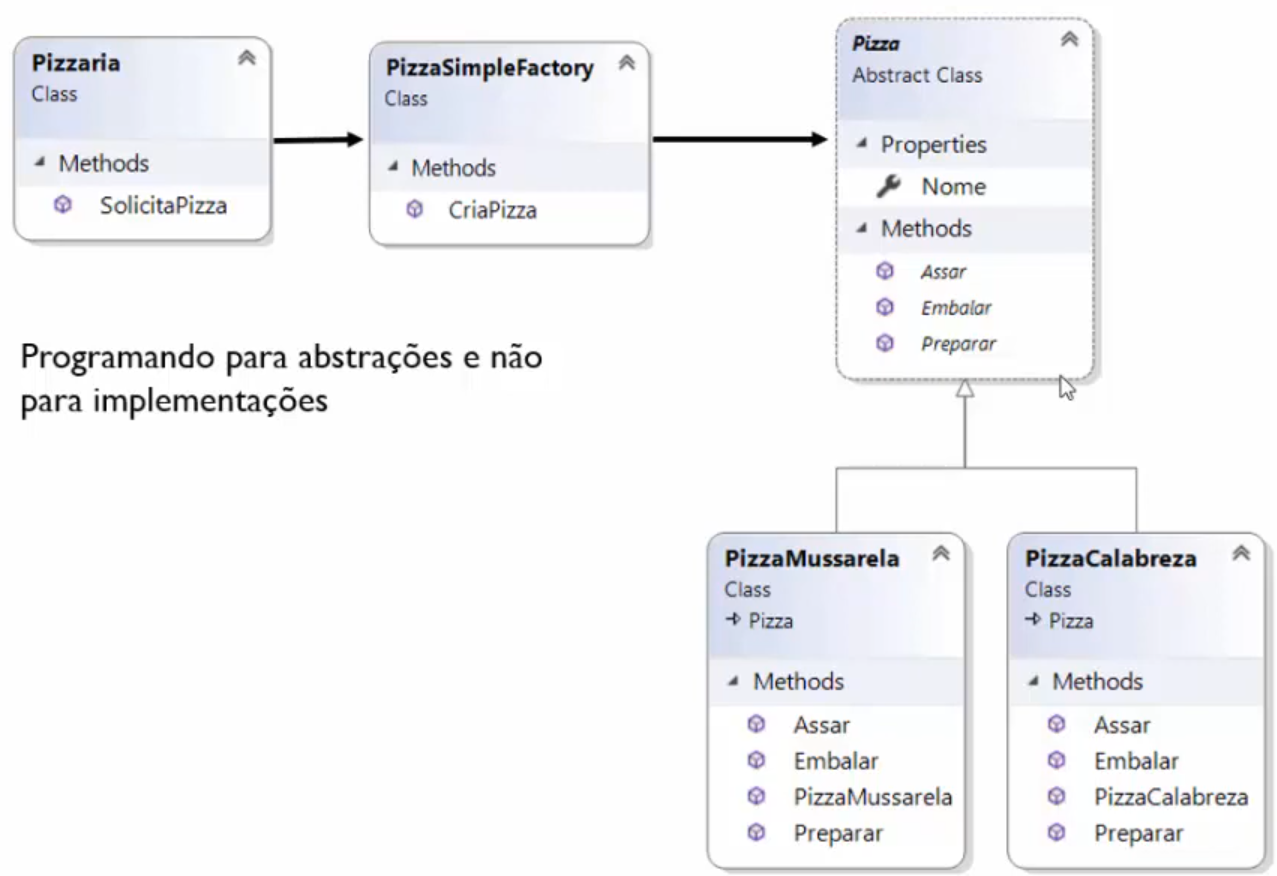 Pizzaria
Class
Methods
SolicitaPizza
PizzaSimpleFactory
Class
Methods
CriaPizza
Pizza
Abstract Class
Properties
Nome
Methods
Assar
Embalar
Preparar
Programando para abstrações e não
para implementações
PizzaMussarela
Class
Pizza
Methods
Assar
Embalar
PizzaMussarela
Preparar
PizzaCalabreza
Class
Pizza
Methods
Assar
Embalar
PizzaCalabreza
Preparar